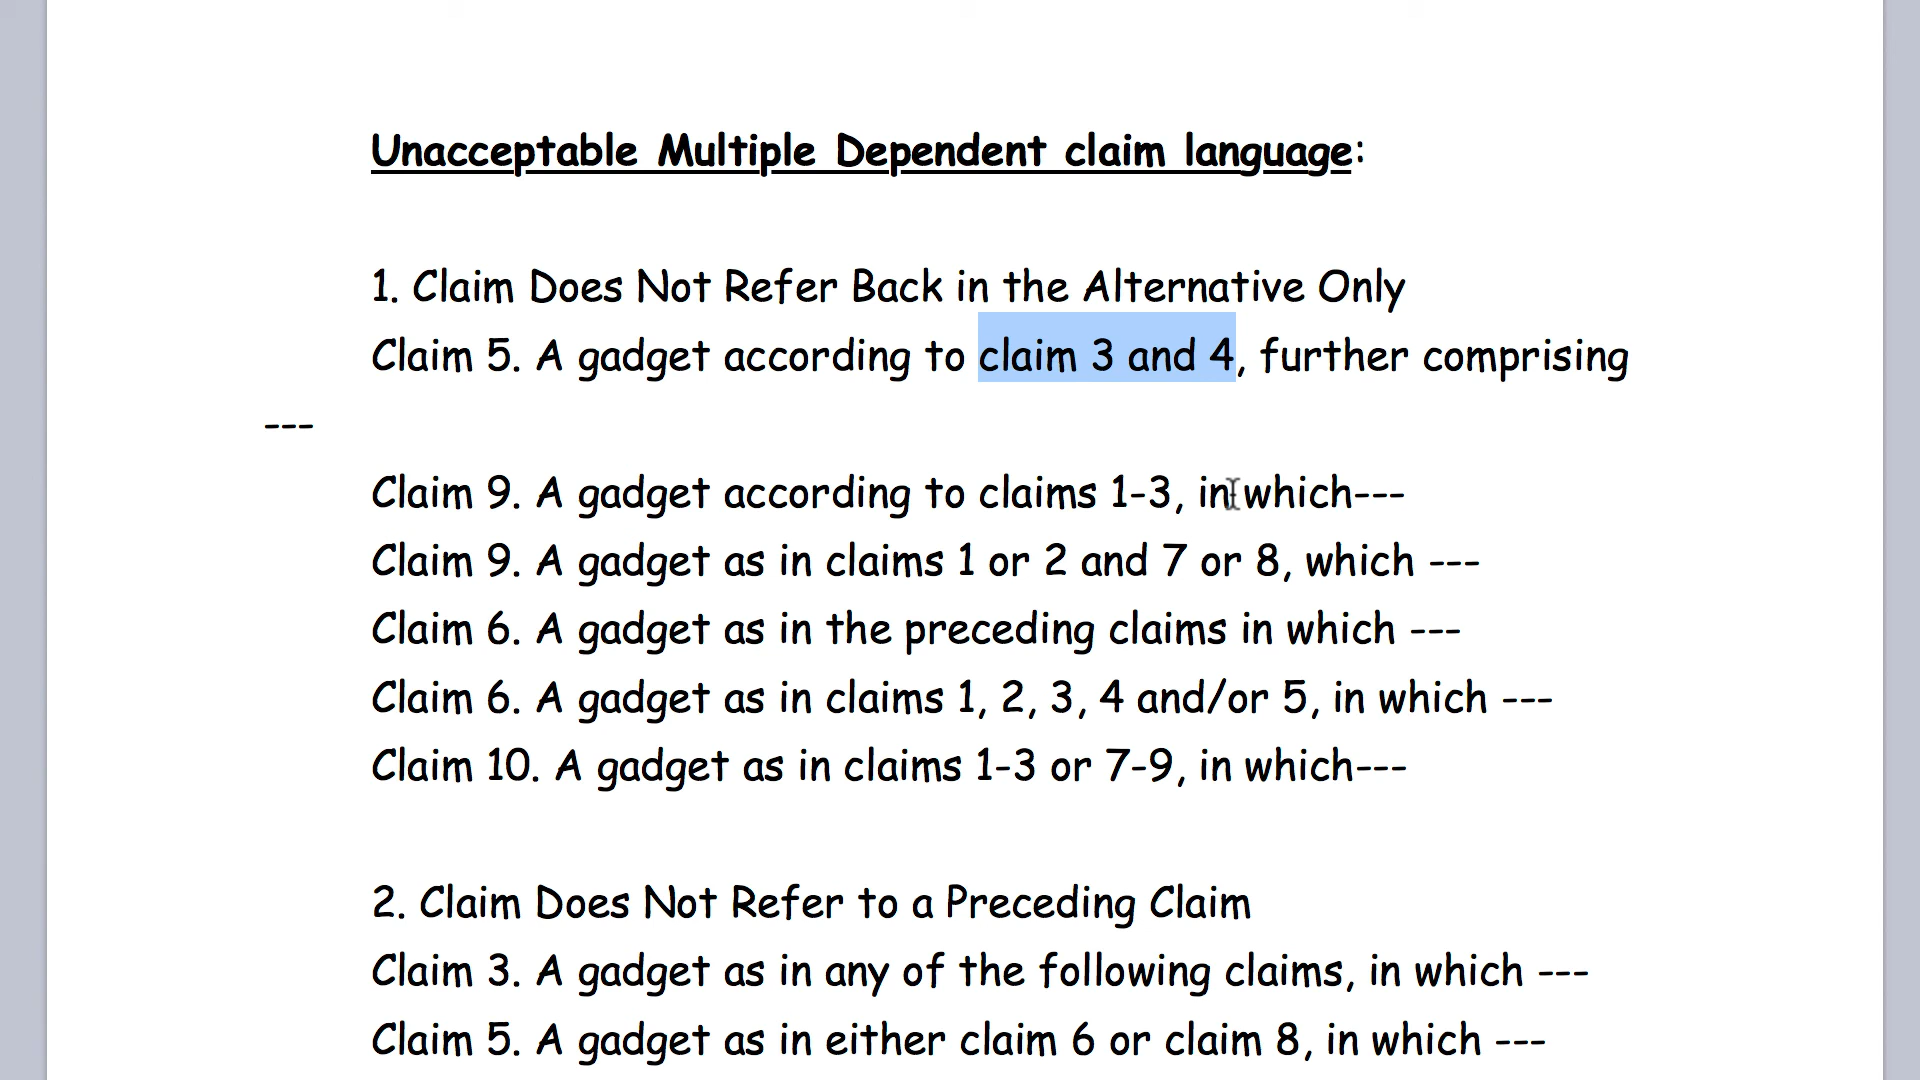 Unacceptable Multiple Dependent claim language:
1. Claim Does Not Refer Back in the Alternative Only
Claim 5. A gadget according to claim 3 and 4, further comprising
---
Claim 9. A gadget according to claims 1-3, in which---
Claim 9. A gadget as in claims 1 or 2 and 7 or 8, which ---
Claim 6. A gadget as in the preceding claims in which ---
Claim 6. A gadget as in claims 1, 2, 3, 4 and/or 5, in which ---
Claim 10. A gadget as in claims 1-3 or 7-9, in which---
2. Claim Does Not Refer to a Preceding Claim
Claim 3. A gadget as in any of the following claims, in which ---
Claim 5. A gadget as in either claim 6 or claim 8, in which ---